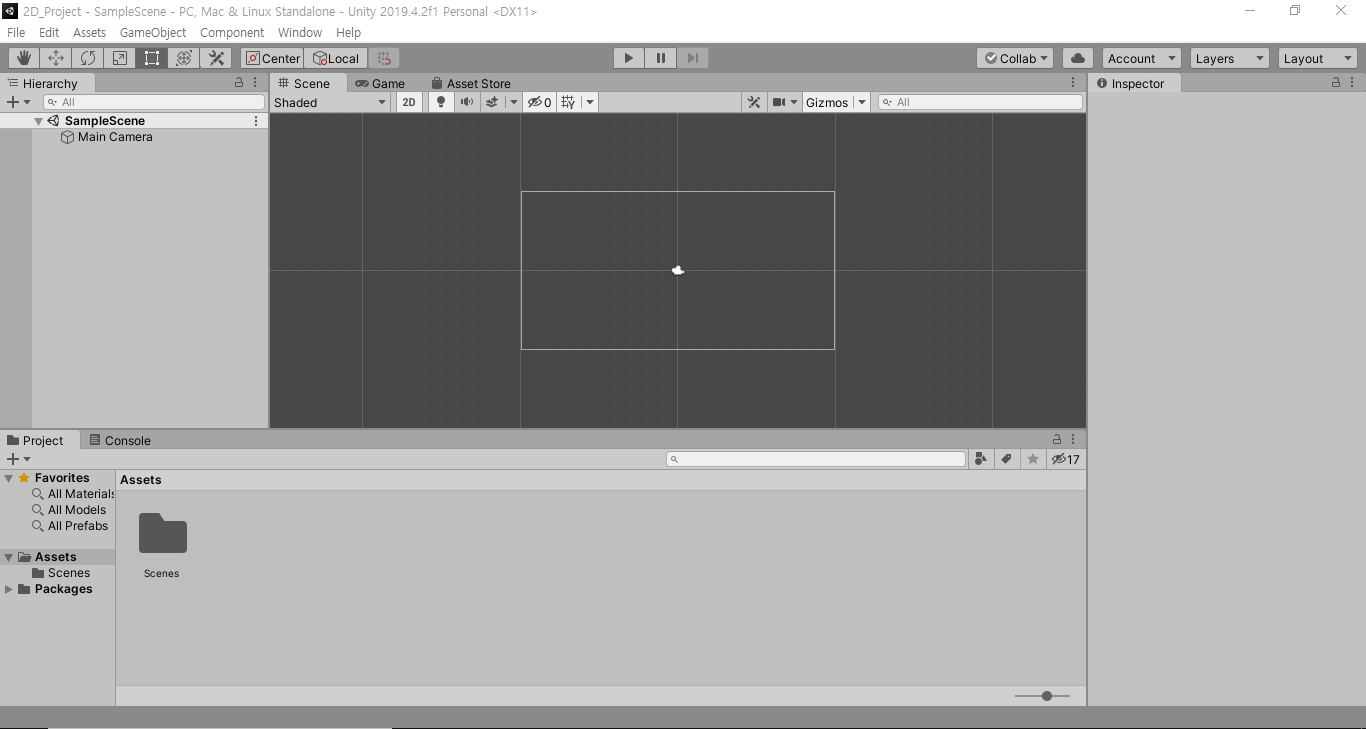 2D_Project - SampleScene - PC, Mac & Linux Standalone - Unity 2019.4.2f1 Personal <DX11>
File Edit Assets GameObject Component Window Help
Center Local Collab Account Layers Layout
Hierarchy
All
SampleScene
Main Camera
Scene Game Asset Store
Shaded 2D 0 Gizmos All
Inspector
Project Console
17
Favorites
All Materials
All Models
All Prefabs
Assets
Scenes
Packages
Assets
Scenes